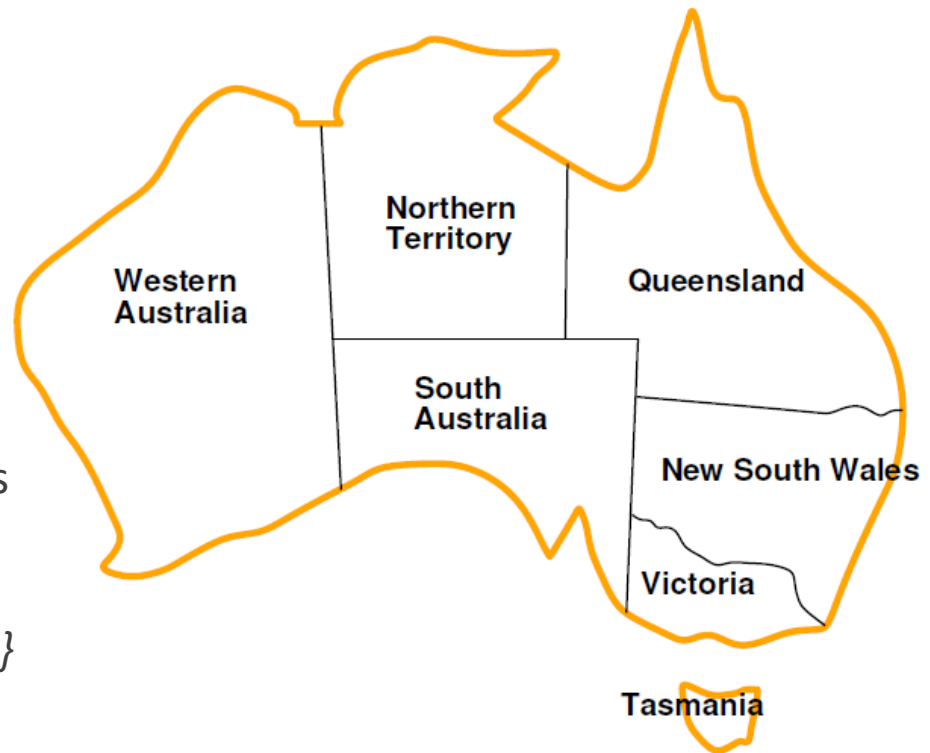 Northern
Territory
Western
Australia
Queensland
South
Australia
s
New South Wales
Victoria
}
Tasmania